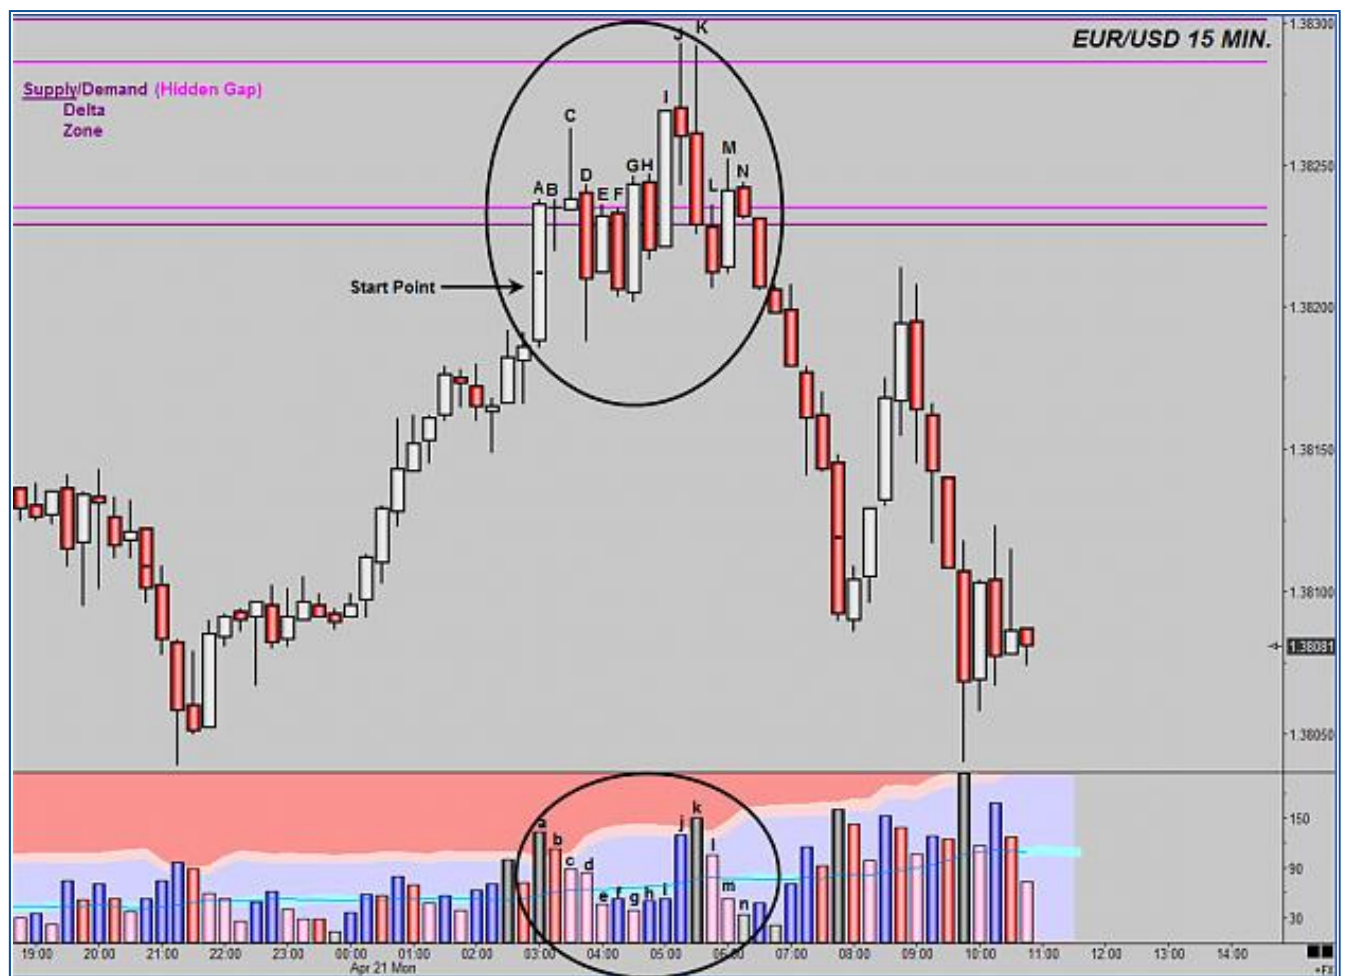 EUR/USD 15 MIN.
Supply/Demand (Hidden Gap)
Delta
Zone
Start Point
A B C D E F G H I J K L M N
1.38300
1.38250
1.38200
1.38150
1.38100
1.38081
1.38050
a b c d e f g h i j k l m n
150
90
30
19:00 20:00 21:00 22:00 23:00 00:00 01:00 02:00 03:00 04:00 05:00 06:00 07:00 08:00 09:00 10:00 11:00 12:00 13:00 14:00
Apr 21 Mon